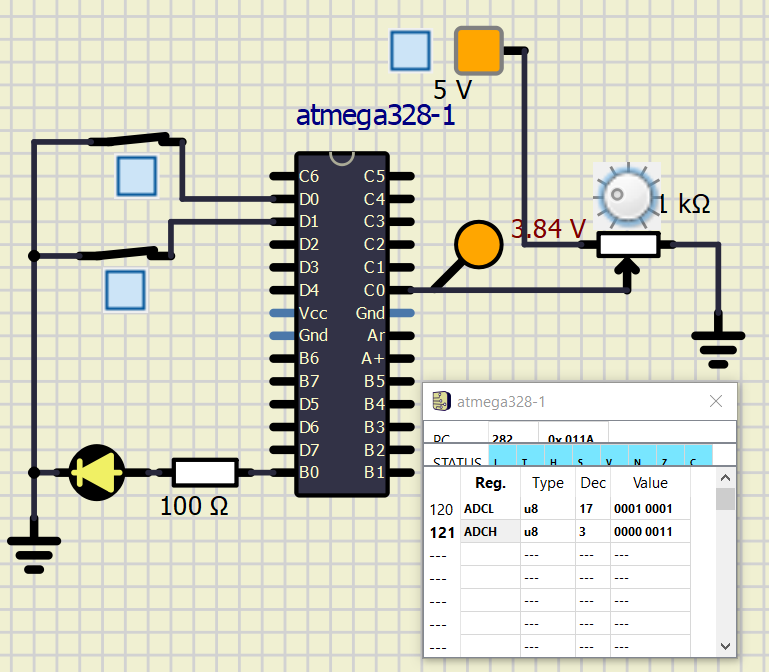 5 V
atmega328-1
1 kΩ
3.84 V
C6 C5
D0 C4
D1 C3
D2 C2
D3 C1
D4 C0
Vcc Gnd
Gnd Ar
B6 A+
B7 B5
D5 B4
D6 B3
D7 B2
B0 B1
100 Ω
atmega328-1
PC 282 0x 011A
STATUS I T H S V N Z C
Reg. Type Dec Value
120 ADCL u8 17 0001 0001
121 ADCH u8 3 0000 0011
--- --- --- ---
--- --- --- ---
--- --- --- ---
--- --- --- ---
--- --- --- ---